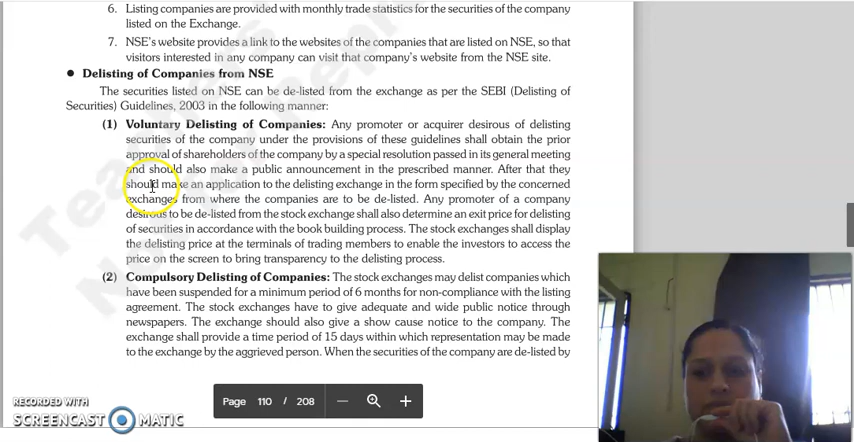 6. Listing companies are provided with monthly trade statistics for the securities of the company
listed on the Exchange.
7. NSE's website provides a link to the websites of the companies that are listed on NSE, so that
visitors interested in any company can visit that company's website from the NSE site.
● Delisting of Companies from NSE
The securities listed on NSE can be de-listed from the exchange as per the SEBI (Delisting of
Securities) Guidelines, 2003 in the following manner:
(1) Voluntary Delisting of Companies: Any promoter or acquirer desirous of delisting
securities of the company under the provisions of these guidelines shall obtain the prior
approval of shareholders of the company by a special resolution passed in its general meeting
and should also make a public announcement in the prescribed manner. After that they
should make an application to the delisting exchange in the form specified by the concerned
exchanges from where the companies are to be de-listed. Any promoter of a company
desirous to be de-listed from the stock exchange shall also determine an exit price for delisting
of securities in accordance with the book building process. The stock exchanges shall display
the delisting price at the terminals of trading members to enable the investors to access the
price on the screen to bring transparency to the delisting process.
(2) Compulsory Delisting of Companies: The stock exchanges may delist companies which
have been suspended for a minimum period of 6 months for non-compliance with the listing
agreement. The stock exchanges have to give adequate and wide public notice through
newspapers. The exchange should also give a show cause notice to the company. The
exchange shall provide a time period of 15 days within which representation may be made
to the exchange by the aggrieved person. When the securities of the company are de-listed by
Page 110 / 208
RECORDED WITH
SCREENCAST MATIC